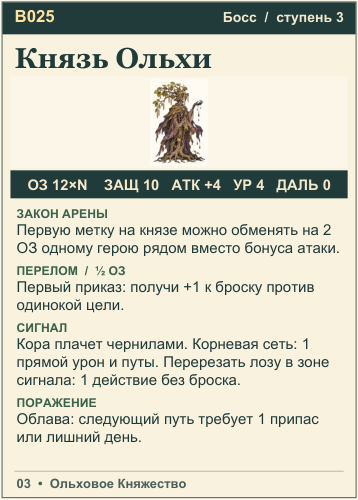 B025 Босс / ступень 3
Князь Ольхи
ОЗ 12×N ЗАЩ 10 АТК +4 УР 4 ДАЛЬ 0
ЗАКОН АРЕНЫ
Первую метку на князе можно обменять на 2
ОЗ одному герою рядом вместо бонуса атаки.
ПЕРЕЛОМ / ½ ОЗ
Первый приказ: получи +1 к броску против
одинокой цели.
СИГНАЛ
Кора плачет чернилами. Корневая сеть: 1
прямой урон и путы. Перерезать лозу в зоне
сигнала: 1 действие без броска.
ПОРАЖЕНИЕ
Облава: следующий путь требует 1 припас
или лишний день.
03 • Ольховое Княжество